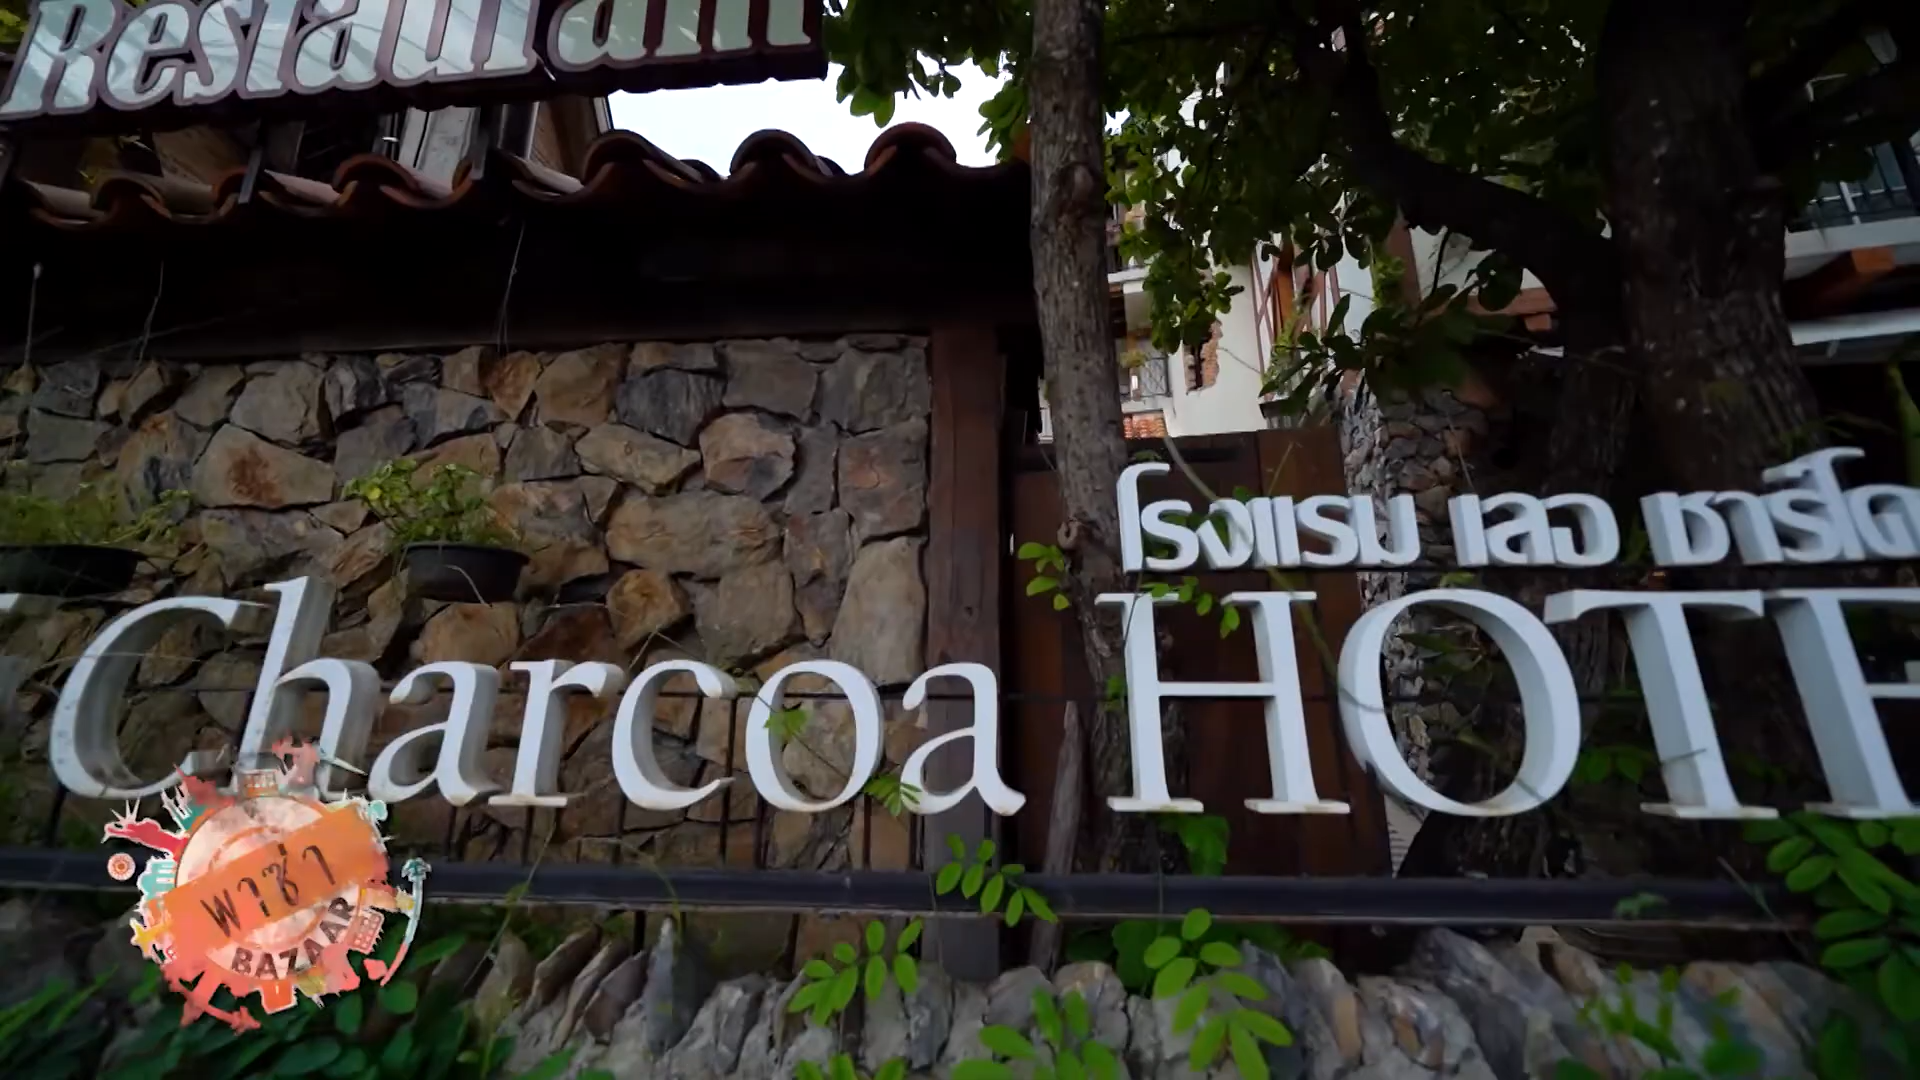 Restaurant
โรงแรม เลอ ชาร์โค
Charcoa HOTE
พาซ่า
BAZAAR